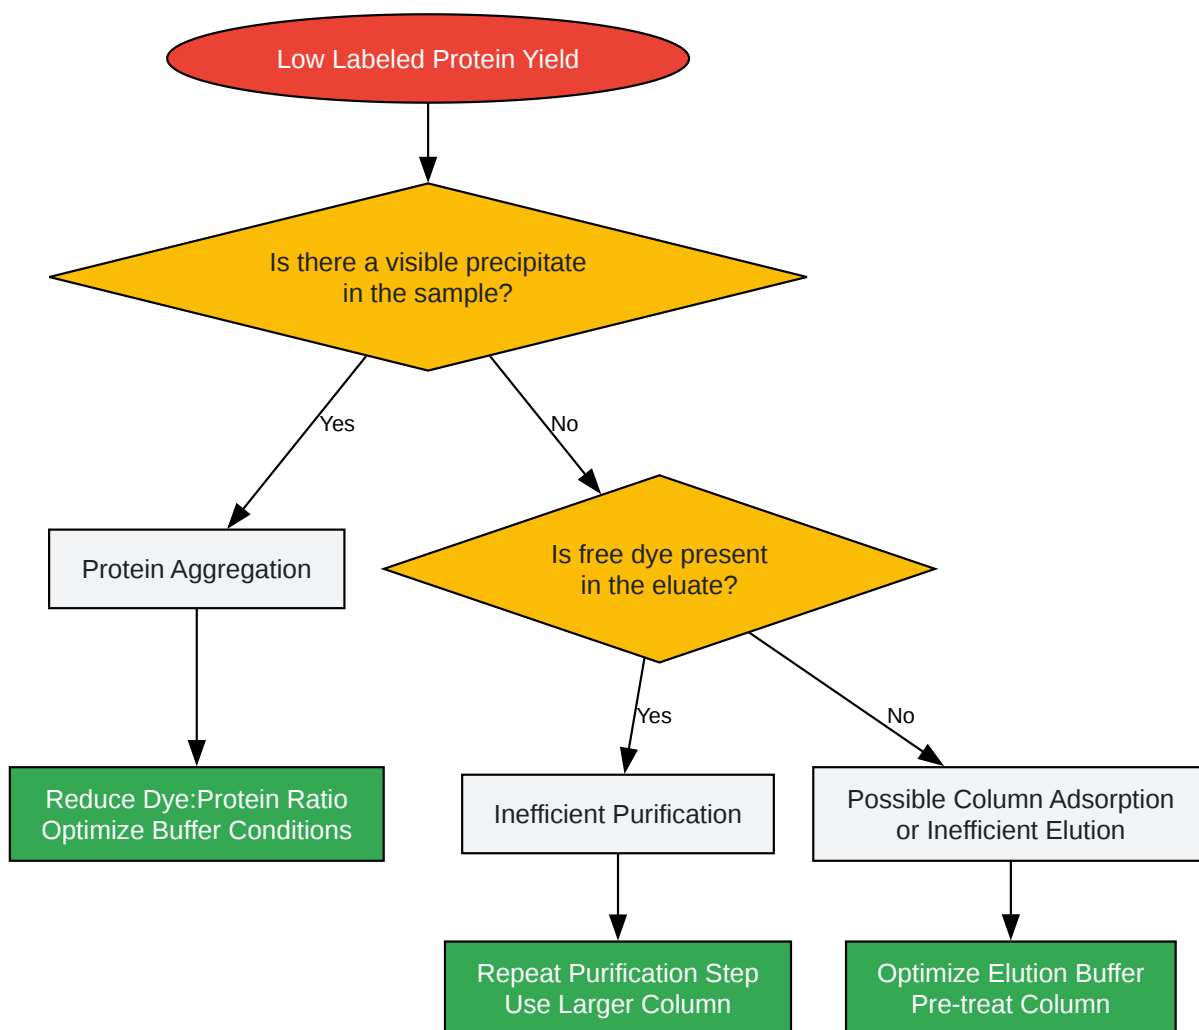 Low Labeled Protein Yield
Is there a visible precipitate
in the sample?
Yes
No
Protein Aggregation
Is free dye present
in the eluate?
Yes
No
Reduce Dye:Protein Ratio
Optimize Buffer Conditions
Inefficient Purification
Possible Column Adsorption
or Inefficient Elution
Repeat Purification Step
Use Larger Column
Optimize Elution Buffer
Pre-treat Column